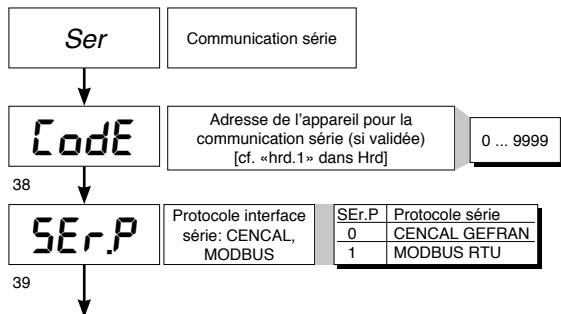 Ser
Communication série
CodE
Adresse de l'appareil pour la
communication série (si validée)
[cf. «hrd.1» dans Hrd]
0 ... 9999
38
SEr.P
Protocole interface
série: CENCAL,
MODBUS
SEr.P Protocole série
0 CENCAL GEFRAN
1 MODBUS RTU
39